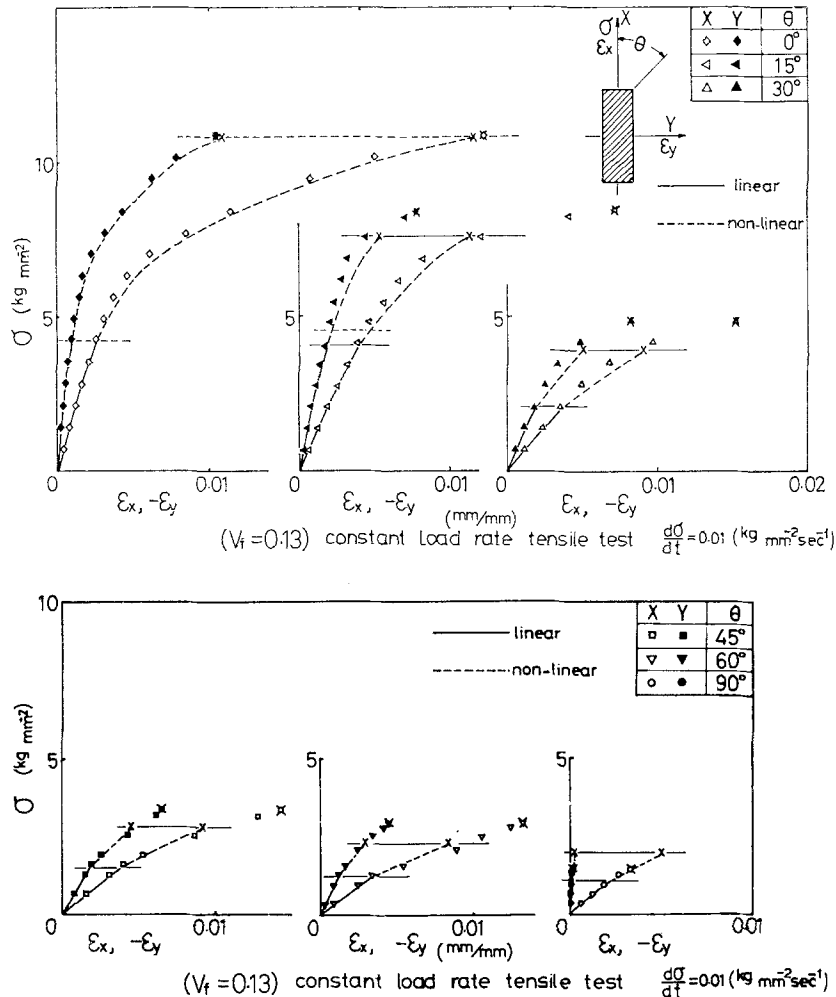 X Y θ
0°
15°
30°
σ X
εx θ
Y
εy
linear
non-linear
σ (kg mm⁻²)
10
5
0
0.01
5
0
0.01
5
0
0.01
0.02
εx, -εy
εx, -εy
(mm/mm)
εx, -εy
(Vf=0.13) constant load rate tensile test dσ/dt=0.01 (kg mm⁻²sec⁻¹)
X Y θ
45°
60°
90°
linear
non-linear
σ (kg mm⁻²)
10
5
0
0.01
5
0
0.01
5
0
0.01
εx, -εy
εx, -εy (mm/mm)
εx, -εy
(Vf=0.13) constant load rate tensile test dσ/dt=0.01 (kg mm⁻²sec⁻¹)